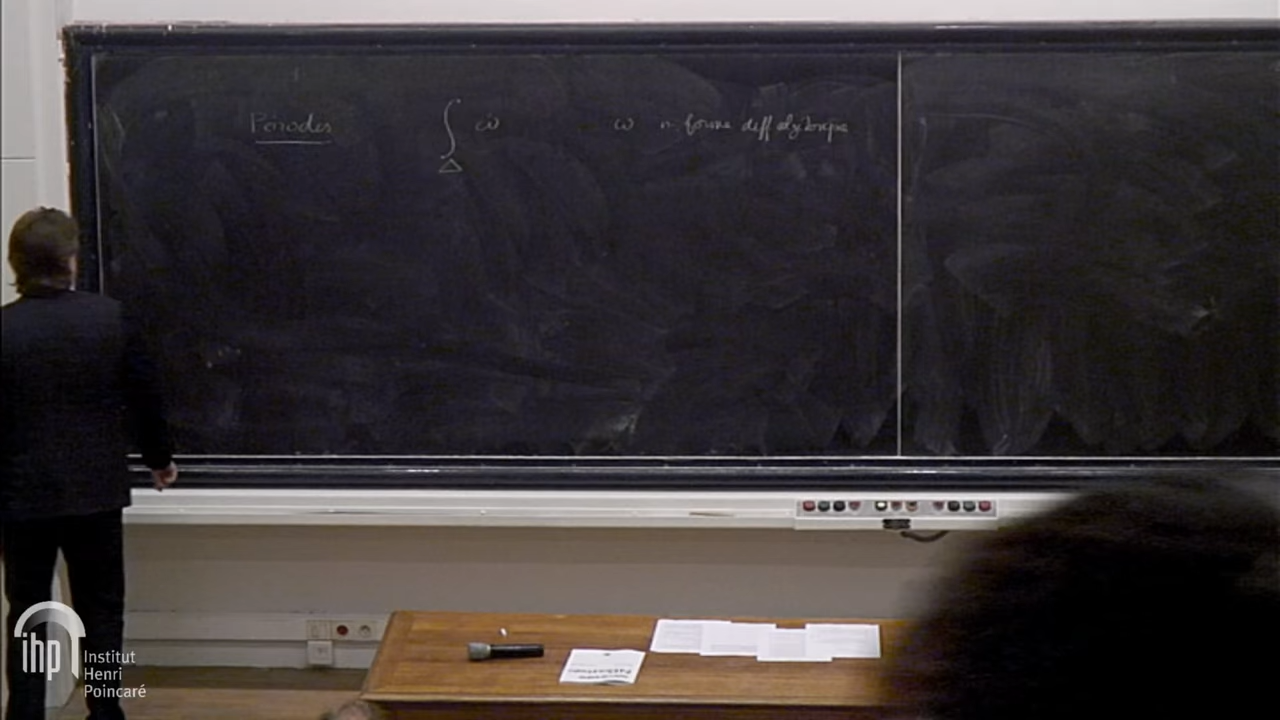 Périodes ∫ ω ω n-forme diff algébrique
Δ
ihp Institut
Henri
Poincaré